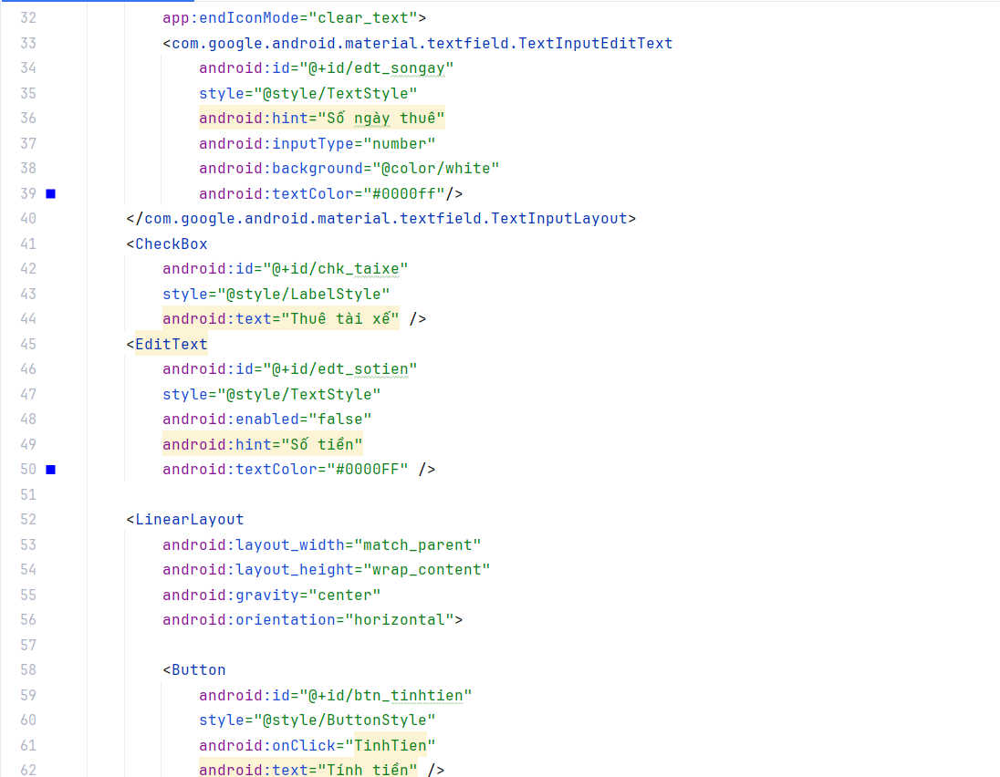 32 app:endIconMode="clear_text">
33 <com.google.android.material.textfield.TextInputEditText
34 android:id="@+id/edt_songay"
35 style="@style/TextStyle"
36 android:hint="Số ngày thuê"
37 android:inputType="number"
38 android:background="@color/white"
39 android:textColor="#0000ff"/>
40 </com.google.android.material.textfield.TextInputLayout>
41 <CheckBox
42 android:id="@+id/chk_taixe"
43 style="@style/LabelStyle"
44 android:text="Thuê tài xế" />
45 <EditText
46 android:id="@+id/edt_sotien"
47 style="@style/TextStyle"
48 android:enabled="false"
49 android:hint="Số tiền"
50 android:textColor="#0000FF" />
51
52 <LinearLayout
53 android:layout_width="match_parent"
54 android:layout_height="wrap_content"
55 android:gravity="center"
56 android:orientation="horizontal">
57
58 <Button
59 android:id="@+id/btn_tinhtien"
60 style="@style/ButtonStyle"
61 android:onClick="TinhTien"
62 android:text="Tính tiền" />